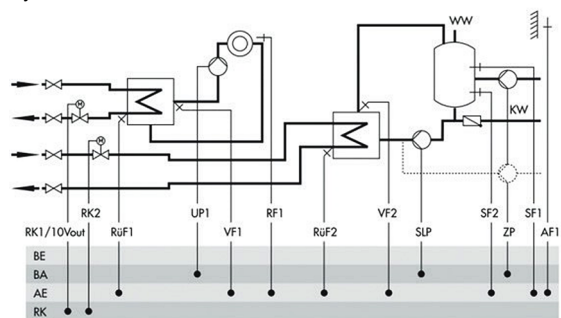 WW
KW
M
M
RK2 UP1 RF1 VF2 SF2 SF1
RK1/10Vout RüF1 VF1 RüF2 SLP ZP AF1
BE
BA
AE
RK